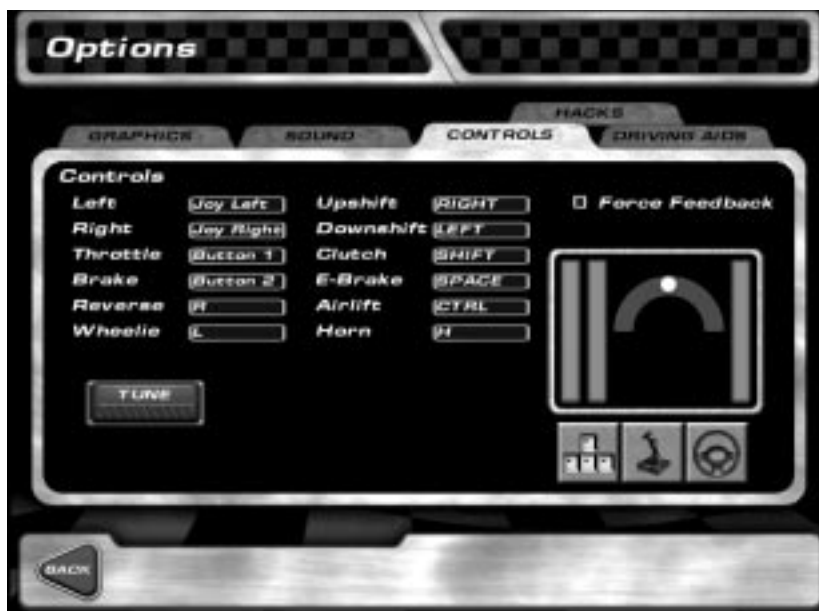 Options
HACKS
GRAPHICS SOUND CONTROLS DRIVING AIDS
Controls
Left Joy Left Upshift RIGHT Force Feedback
Right Joy Right Downshift LEFT
Throttle Button 1 Clutch SHIFT
Brake Button 2 E-Brake SPACE
Reverse R Airlift CTRL
Wheelie L Horn H
TUNE
BACK